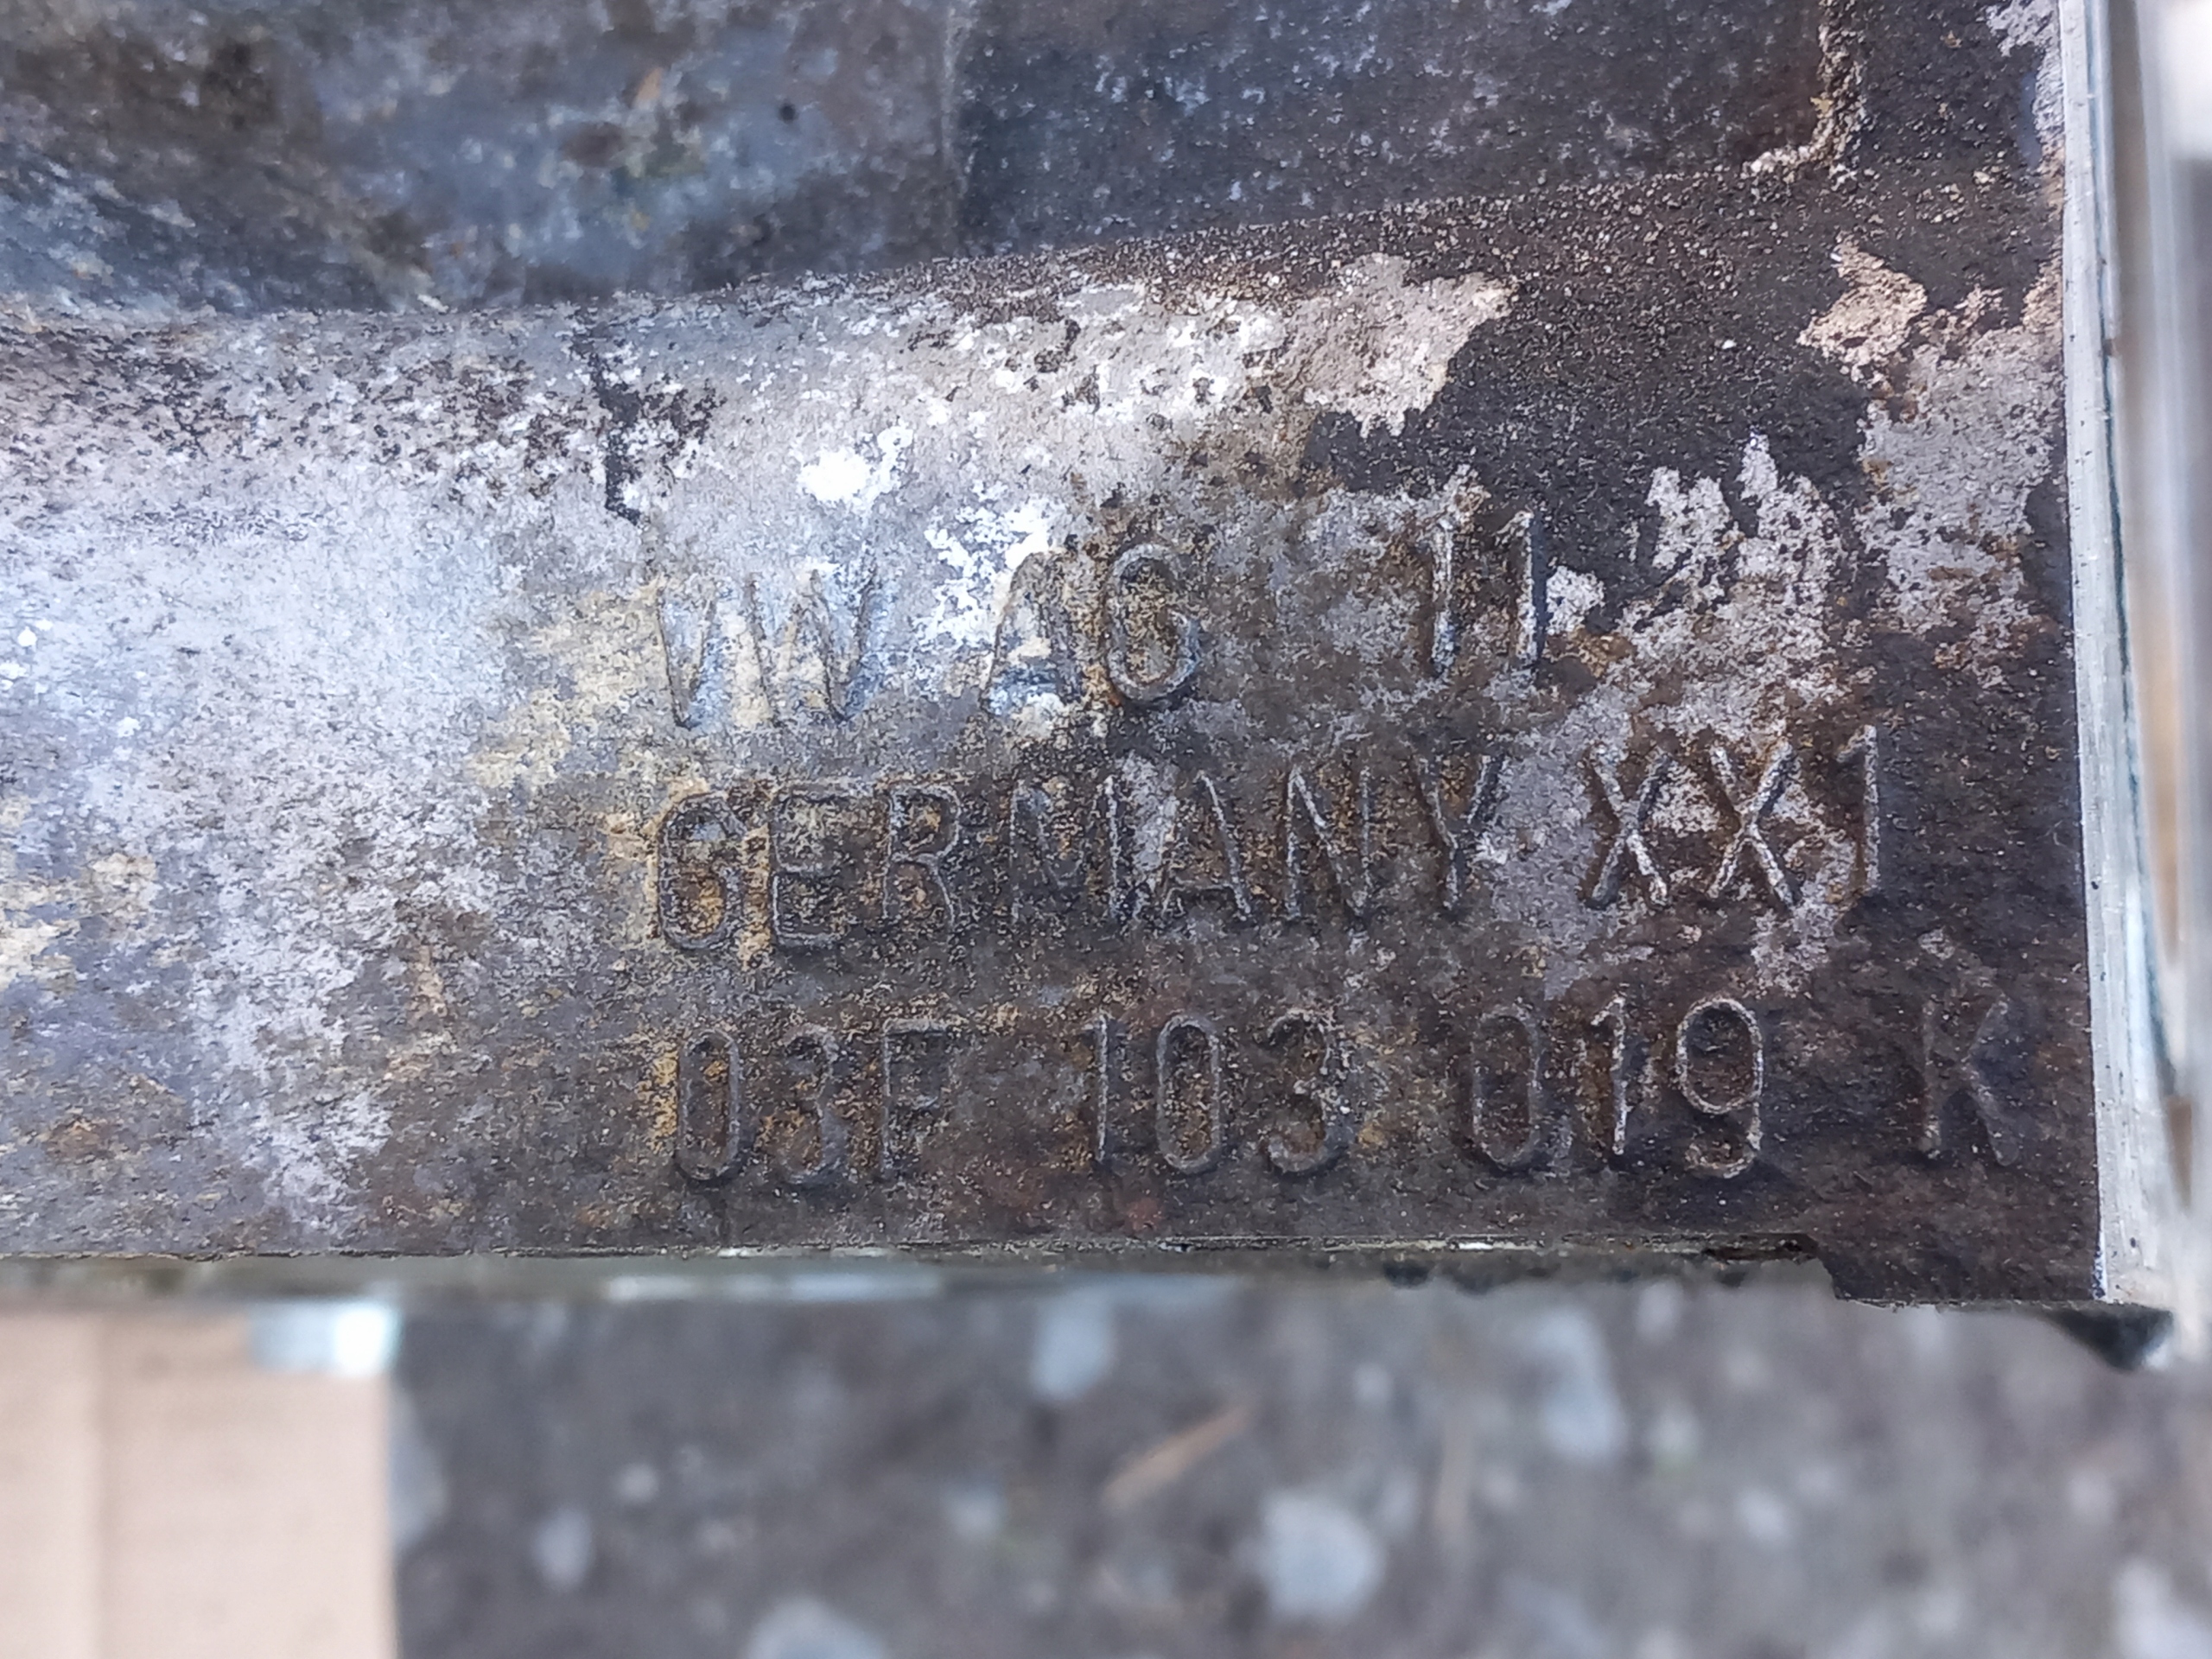 VW AG 11
GERMANY XX1
03F 103 019 K